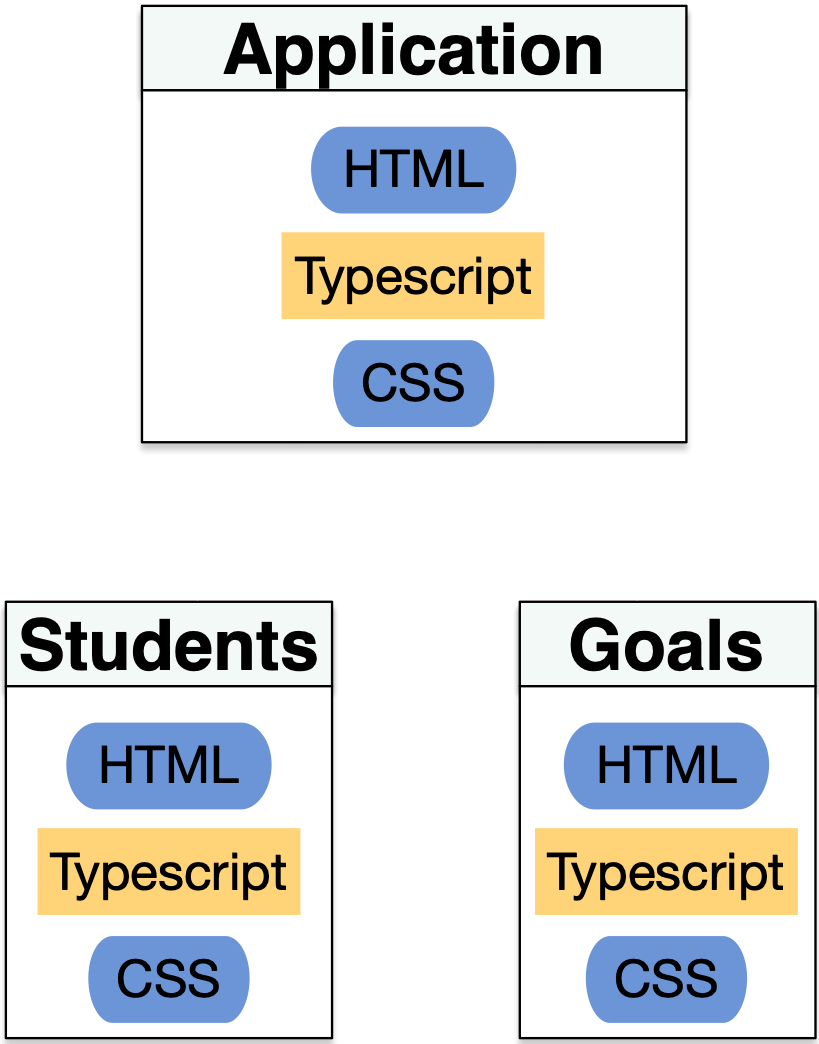 Application
HTML
Typescript
CSS
Students
HTML
Typescript
CSS
Goals
HTML
Typescript
CSS